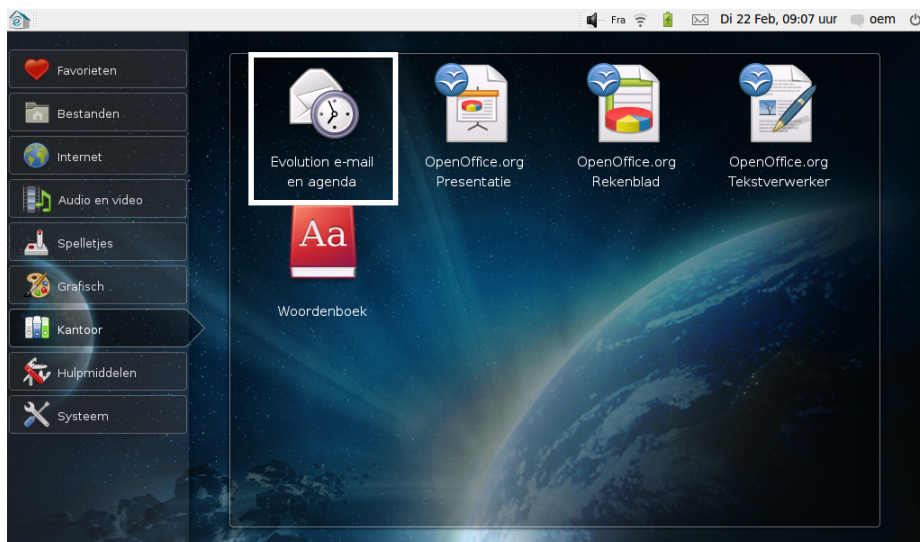 Fra Di 22 Feb, 09:07 uur oem
Favorieten
Bestanden
Internet
Audio en video
Spelletjes
Grafisch
Kantoor
Hulpmiddelen
Systeem
Evolution e-mail
en agenda
OpenOffice.org
Presentatie
OpenOffice.org
Rekenblad
OpenOffice.org
Tekstverwerker
Aa
Woordenboek